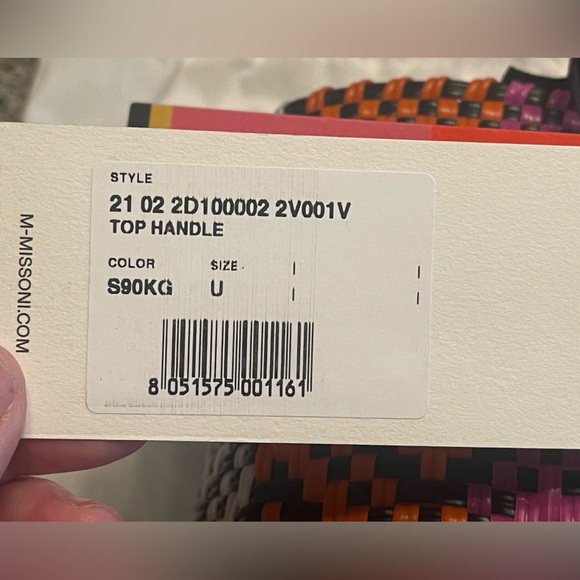 STYLE
21 02 2D100002 2V001V
TOP HANDLE
COLOR SIZE
S90KG U
8 051575 001161
M-MISSONI.COM